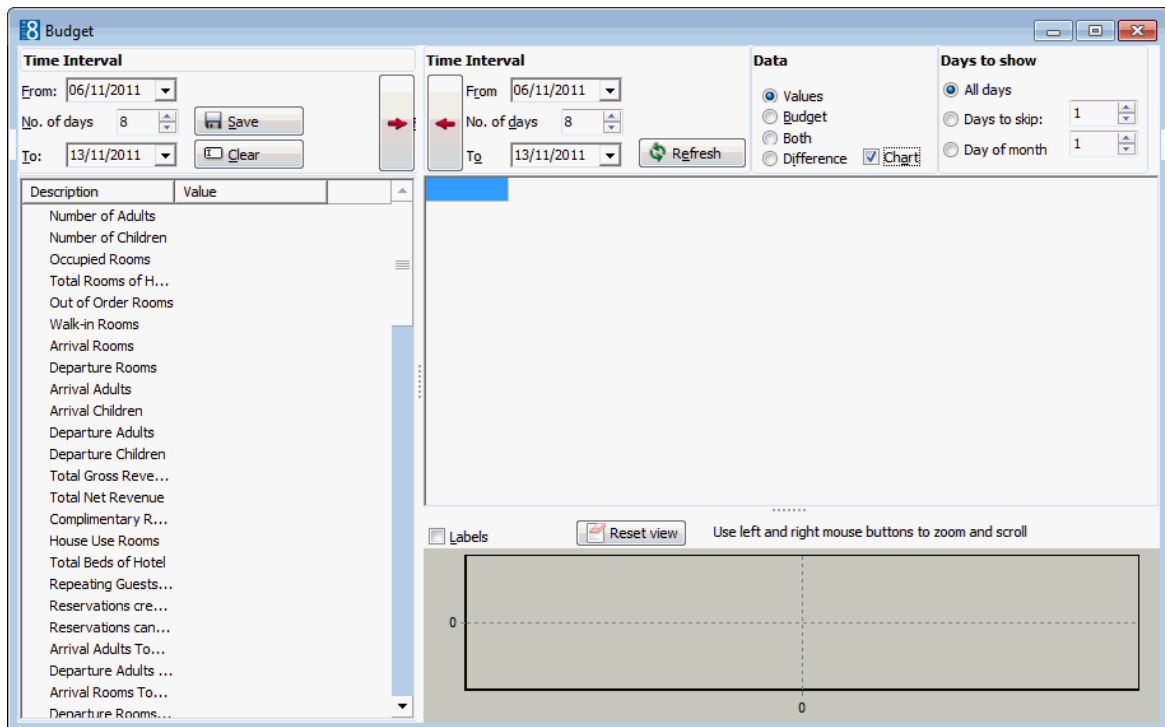 8 Budget
Time Interval
From: 06/11/2011
No. of days 8 Save
To: 13/11/2011 Clear
Time Interval
From 06/11/2011
No. of days 8
To 13/11/2011 Refresh
Data
Values
Budget
Both
Difference Chart
Days to show
All days
Days to skip: 1
Day of month 1
Description Value
Number of Adults
Number of Children
Occupied Rooms
Total Rooms of H...
Out of Order Rooms
Walk-in Rooms
Arrival Rooms
Departure Rooms
Arrival Adults
Arrival Children
Departure Adults
Departure Children
Total Gross Reve...
Total Net Revenue
Complimentary R...
House Use Rooms
Total Beds of Hotel
Repeating Guests...
Reservations cre...
Reservations can...
Arrival Adults To...
Departure Adults ...
Arrival Rooms To...
Departure Rooms...
Labels Reset view Use left and right mouse buttons to zoom and scroll
0
0